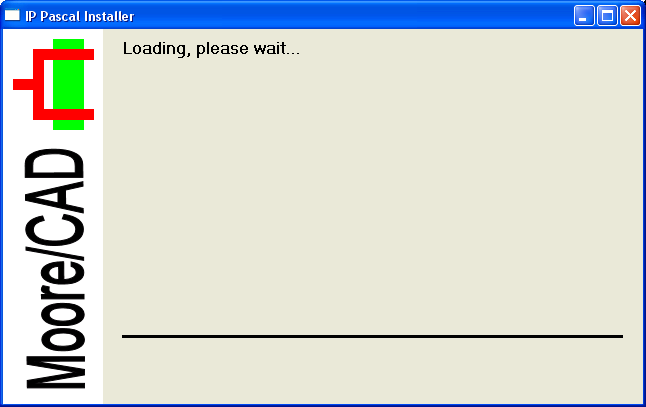 IP Pascal Installer
Loading, please wait...
Moore/CAD